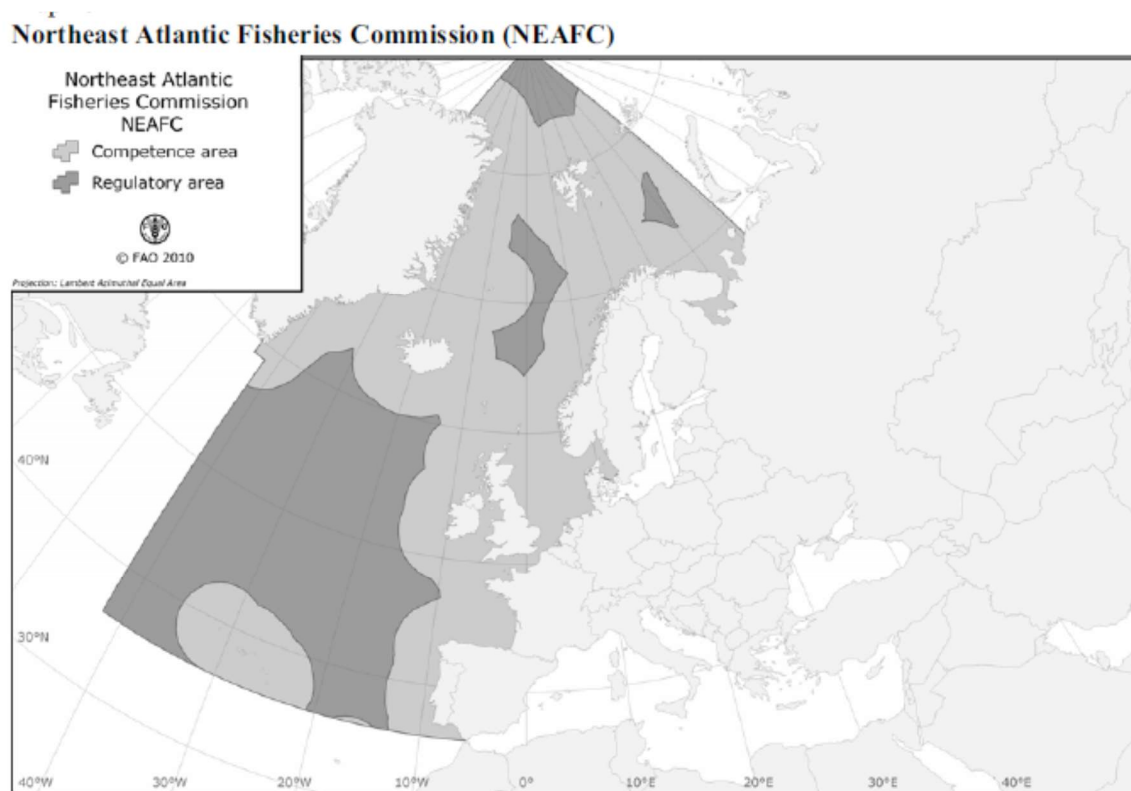 Northeast Atlantic Fisheries Commission (NEAFC)
Northeast Atlantic
Fisheries Commission
NEAFC
Competence area
Regulatory area
© FAO 2010
Projection: Lambert Azimuthal Equal Area
40°N
30°N
40°W
30°W
20°W
10°W
0°
10°E
20°E
30°E
40°E